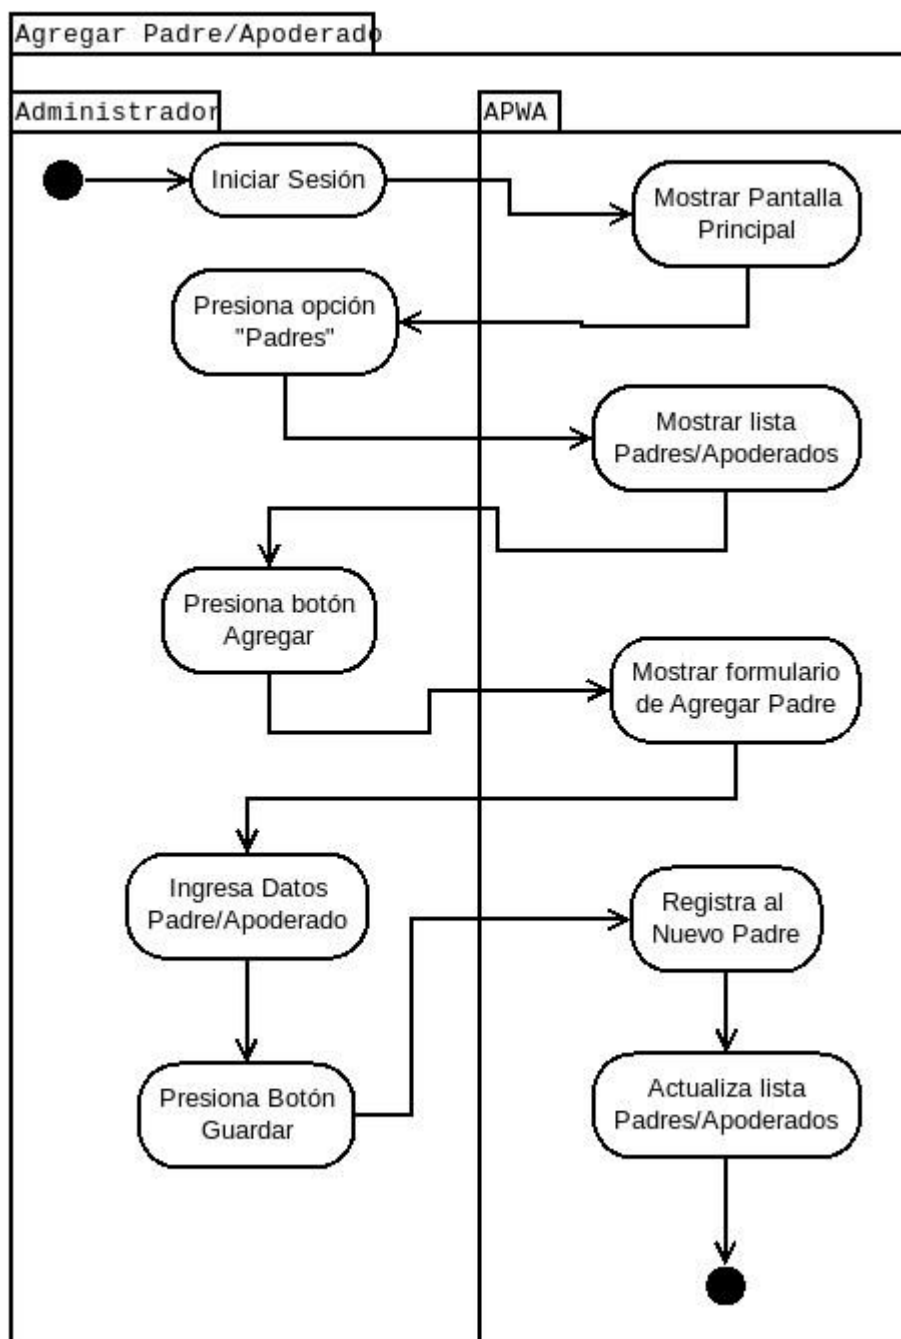 Agregar Padre/Apoderado
Administrador
APWA
Iniciar Sesión
Mostrar Pantalla
Principal
Presiona opción
"Padres"
Mostrar lista
Padres/Apoderados
Presiona botón
Agregar
Mostrar formulario
de Agregar Padre
Ingresa Datos
Padre/Apoderado
Registra al
Nuevo Padre
Presiona Botón
Guardar
Actualiza lista
Padres/Apoderados